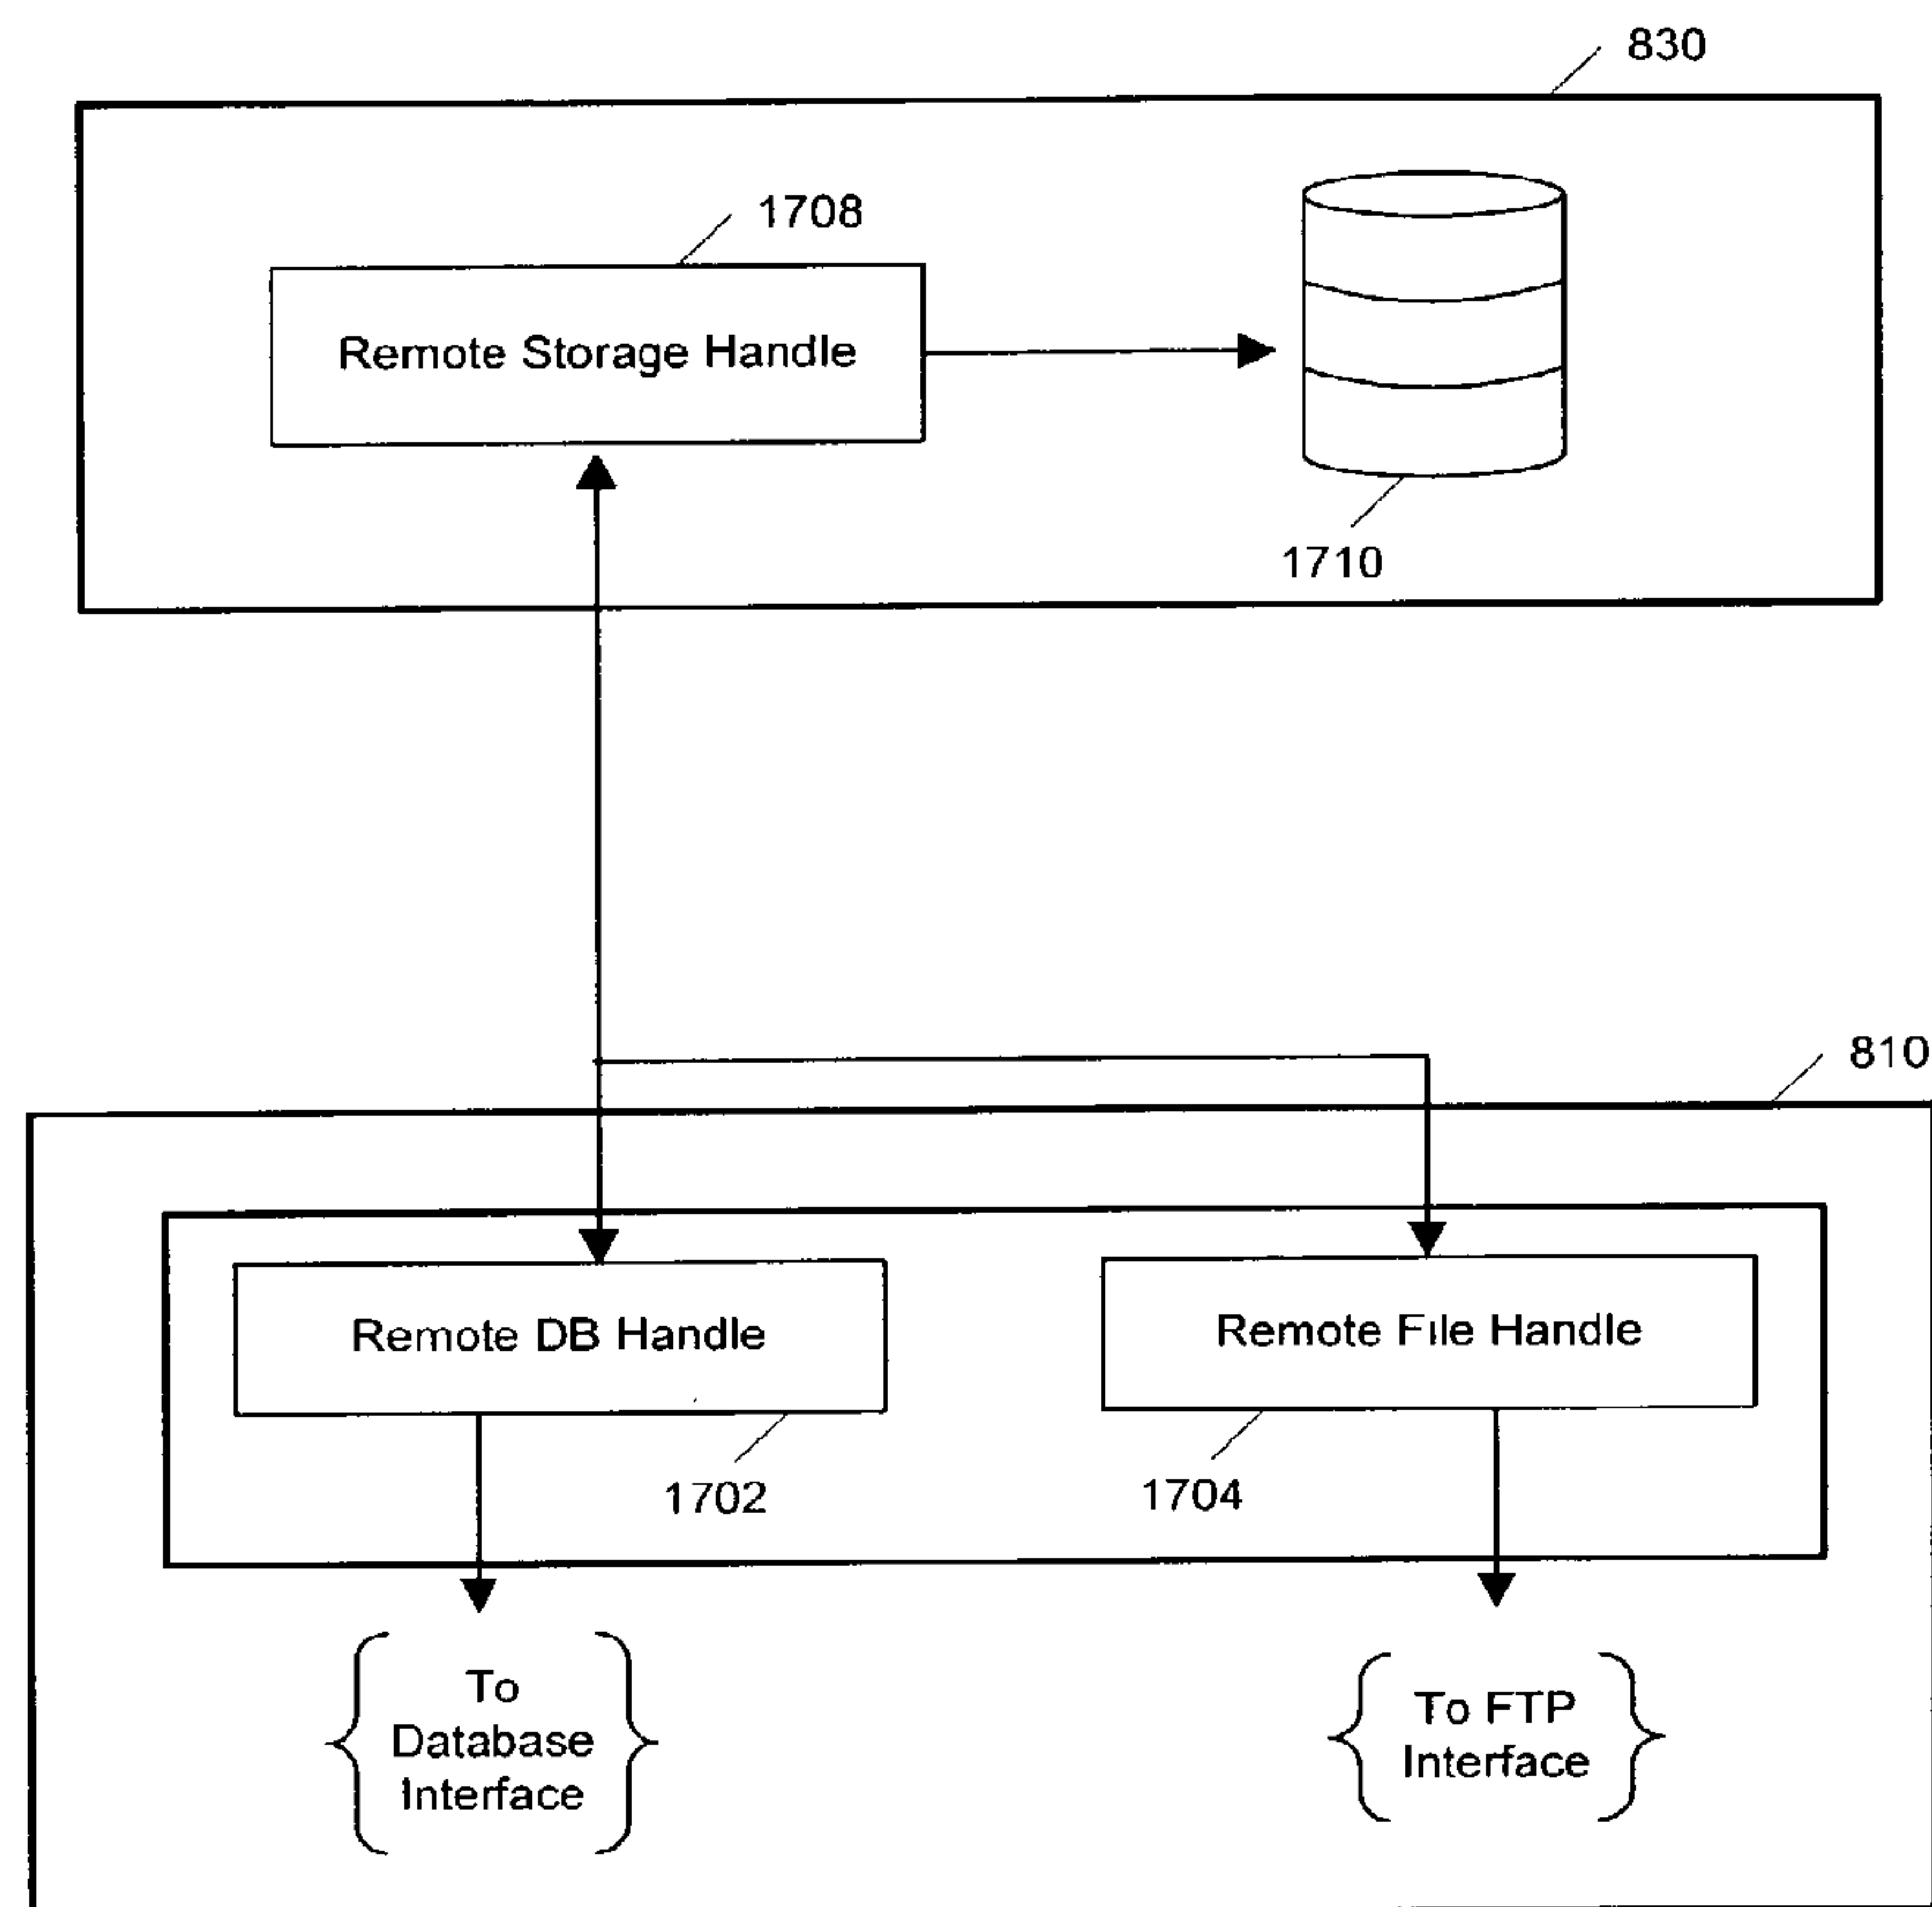 830
1708
Remote Storage Handle
1710
810
Remote DB Handle
Remote File Handle
1702
1704
To
Database
Interface
To FTP
Interface